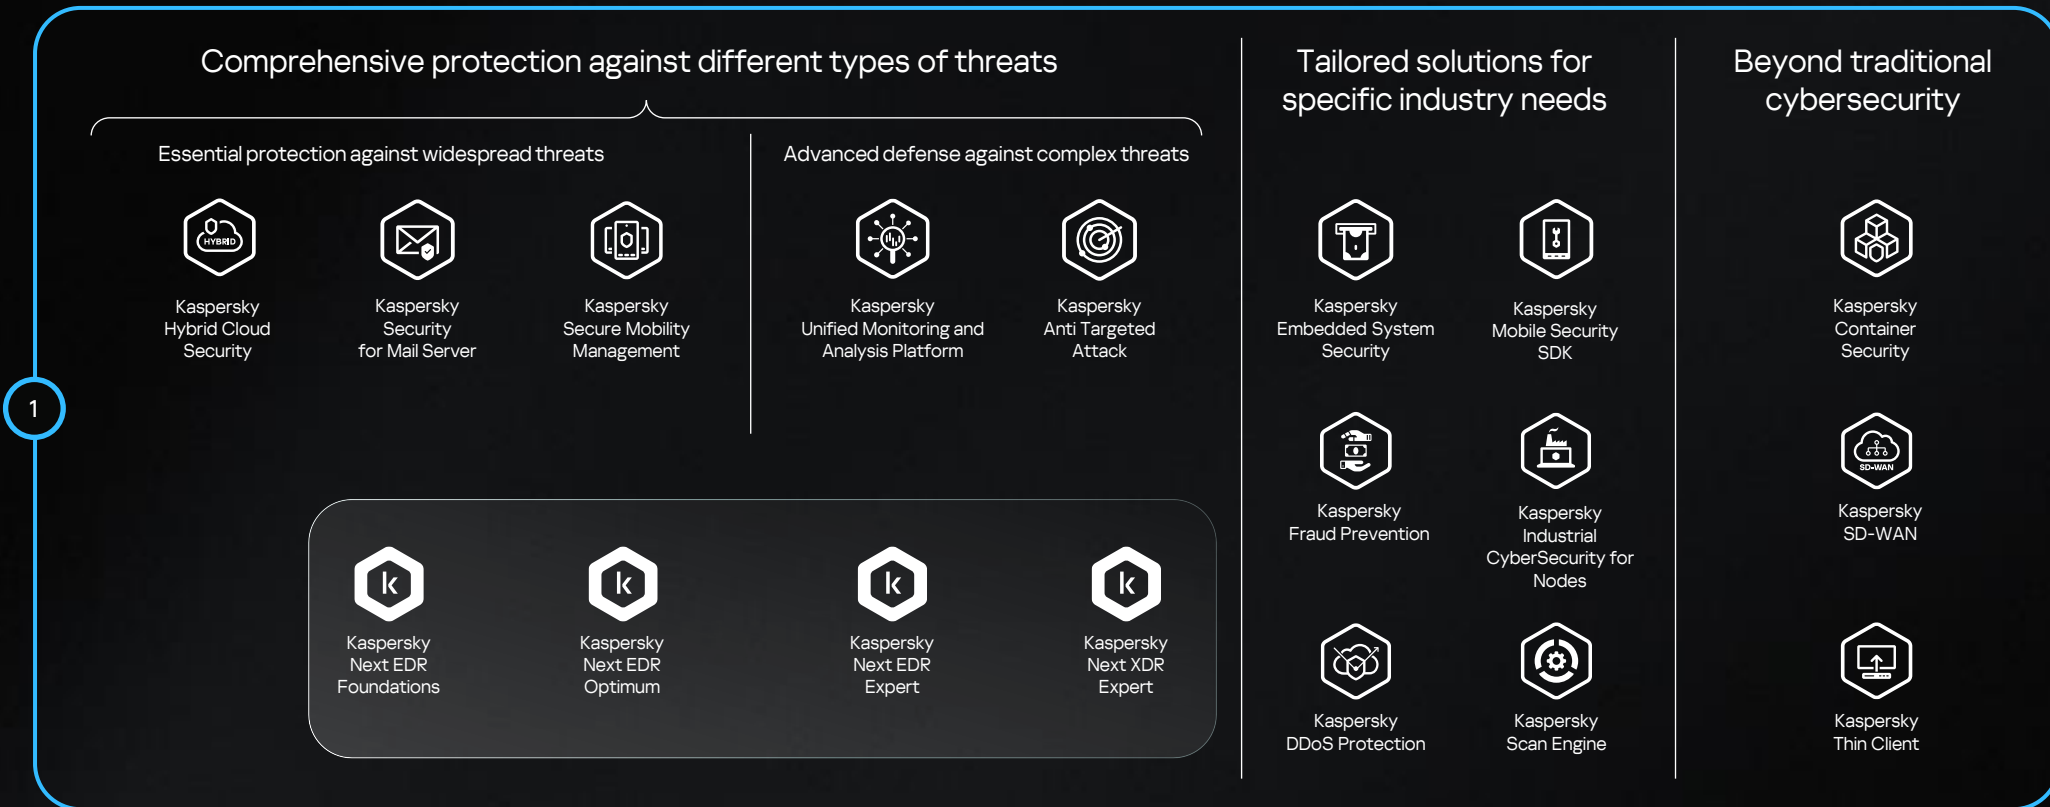 Comprehensive protection against different types of threats
Essential protection against widespread threats
Kaspersky
Hybrid Cloud
Security
HYBRID
Kaspersky
Security
for Mail Server
Kaspersky
Secure Mobility
Management
Advanced defense against complex threats
Kaspersky
Unified Monitoring and
Analysis Platform
Kaspersky
Anti Targeted
Attack
1
k
Kaspersky
Next EDR
Foundations
k
Kaspersky
Next EDR
Optimum
k
Kaspersky
Next EDR
Expert
k
Kaspersky
Next XDR
Expert
Tailored solutions for
specific industry needs
Kaspersky
Embedded System
Security
Kaspersky
Mobile Security
SDK
Kaspersky
Fraud Prevention
Kaspersky
Industrial
CyberSecurity for
Nodes
Kaspersky
DDoS Protection
Kaspersky
Scan Engine
Beyond traditional
cybersecurity
Kaspersky
Container
Security
SD-WAN
Kaspersky
SD-WAN
Kaspersky
Thin Client